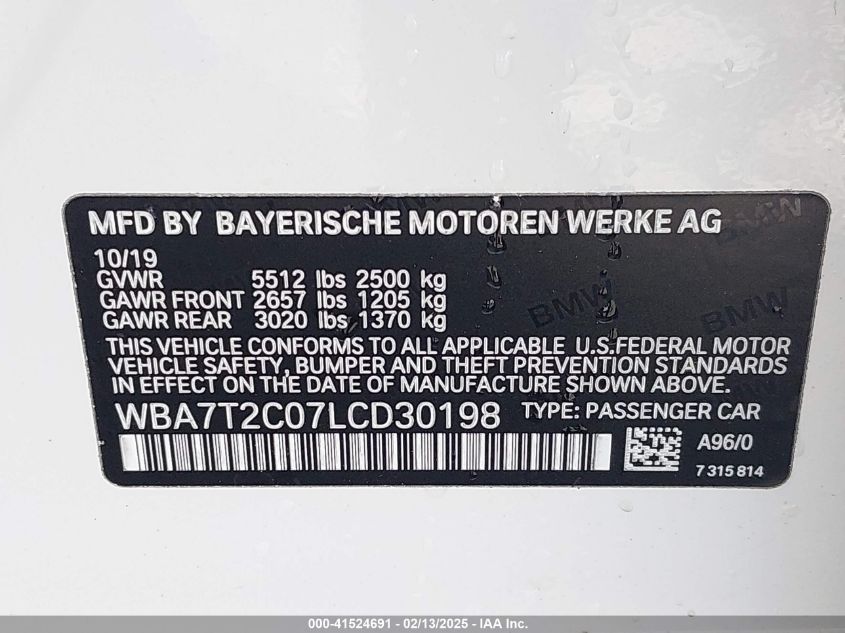 MFD BY BAYERISCHE MOTOREN WERKE AG
10/19
GVWR 5512 lbs 2500 kg
GAWR FRONT 2657 lbs 1205 kg
GAWR REAR 3020 lbs 1370 kg
THIS VEHICLE CONFORMS TO ALL APPLICABLE U.S.FEDERAL MOTOR
VEHICLE SAFETY, BUMPER AND THEFT PREVENTION STANDARDS
IN EFFECT ON THE DATE OF MANUFACTURE SHOWN ABOVE.
WBA7T2C07LCD30198 TYPE: PASSENGER CAR
A96/0
7 315 814
BMW
BMW
BMW
000-41524691 - 02/13/2025 - IAA Inc.